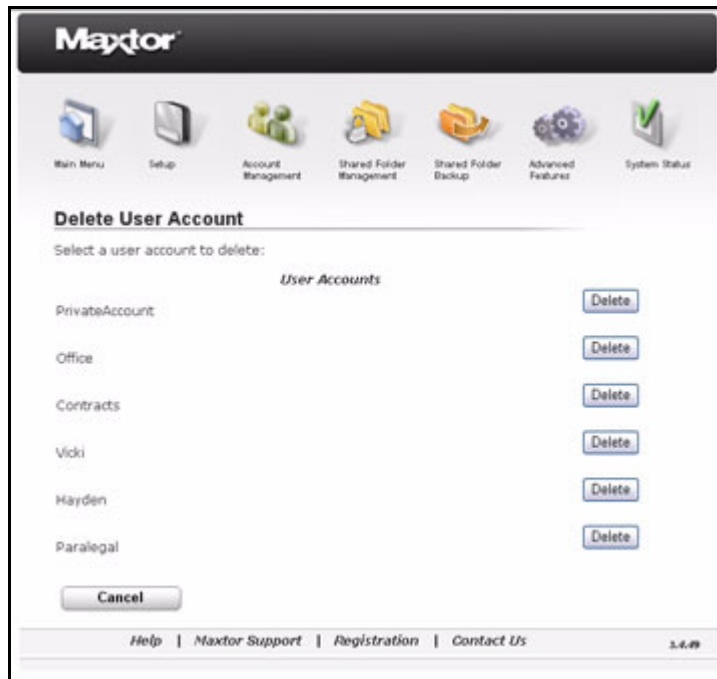 Maxtor
Main Menu
Setup
Account Management
Shared Folder Management
Shared Folder Backup
Advanced Features
System Status
Delete User Account
Select a user account to delete:
User Accounts
PrivateAccount Delete
Office Delete
Contracts Delete
Vicki Delete
Hayden Delete
Paralegal Delete
Cancel
Help | Maxtor Support | Registration | Contact Us